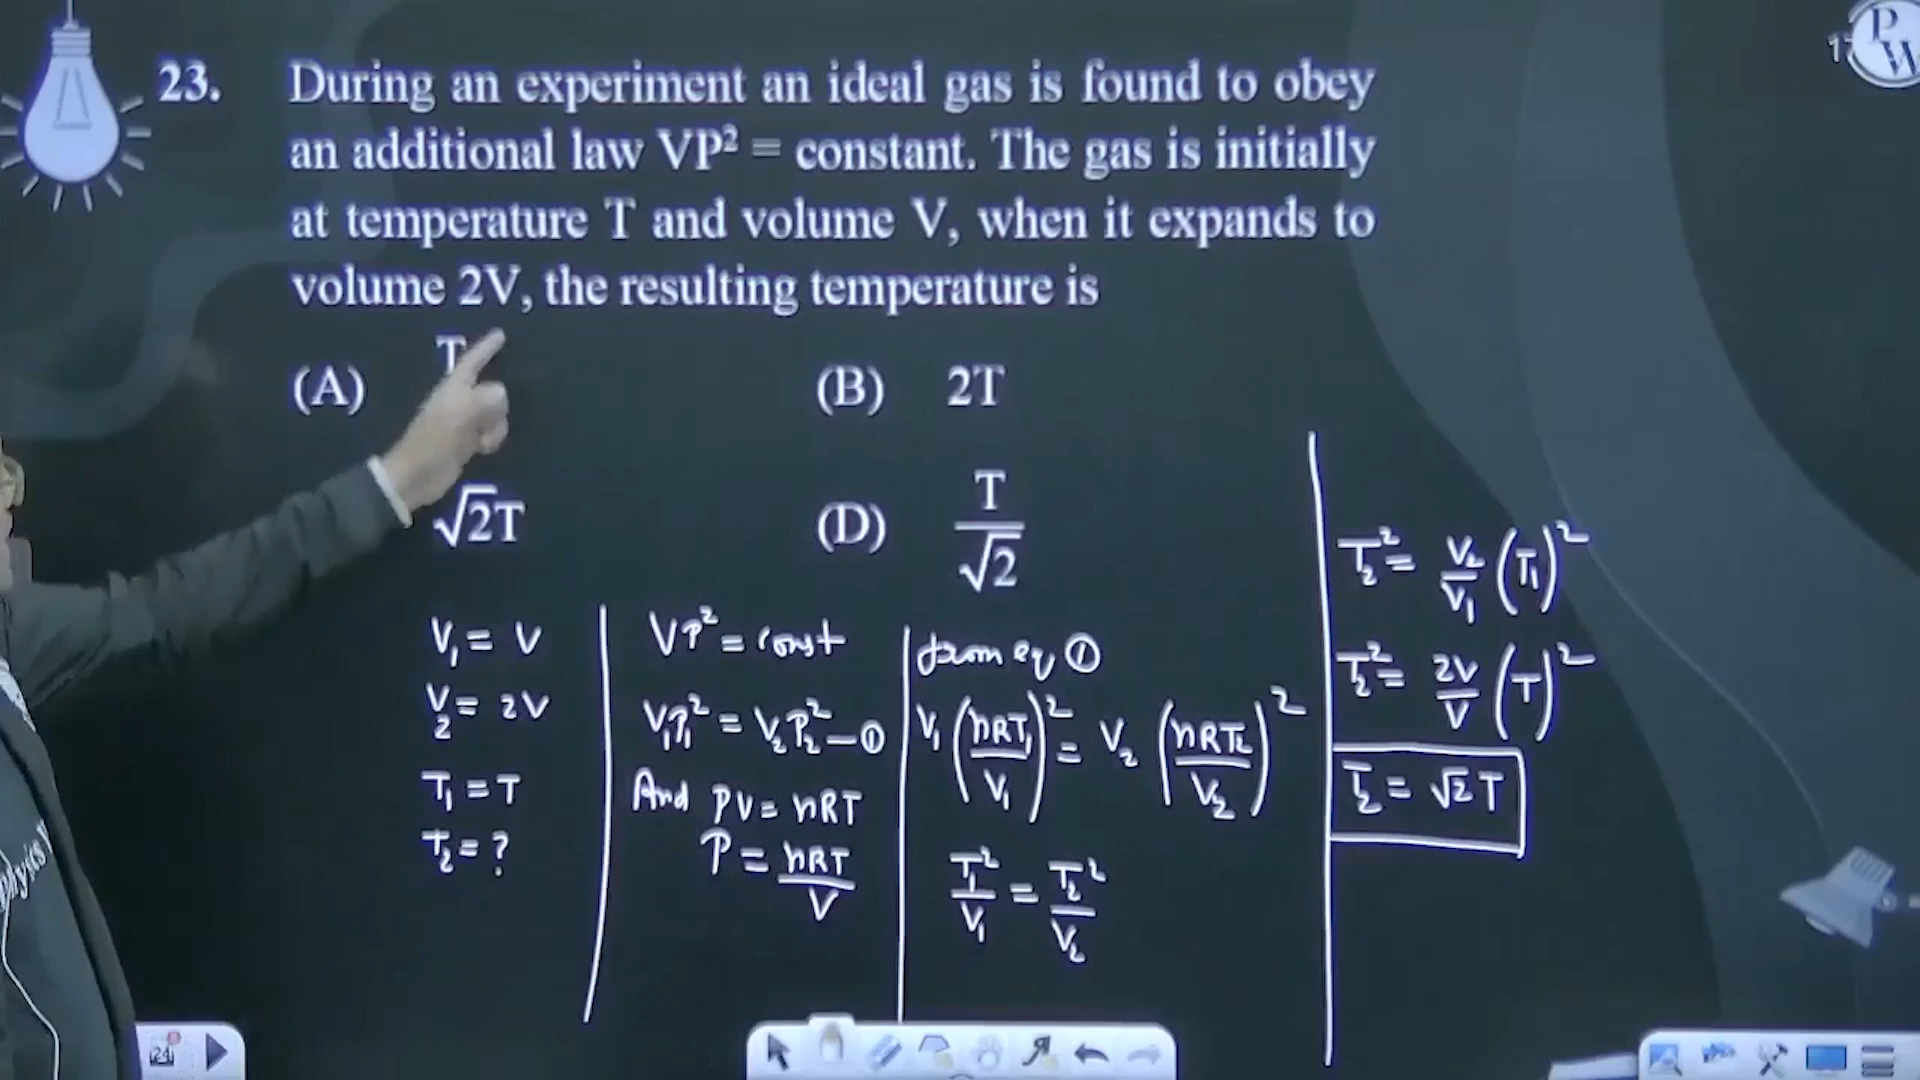 PW
17
23. During an experiment an ideal gas is found to obey
an additional law VP² = constant. The gas is initially
at temperature T and volume V, when it expands to
volume 2V, the resulting temperature is
(A) T
(B) 2T
√2T
(D) T/√2
V₁ = V
V₂ = 2V
T₁ = T
T₂ = ?
VP² = const
V₁P₁² = V₂P₂² — ①
And PV = nRT
P = nRT/V
from eq ①
V₁ (nRT₁/V₁)² = V₂ (nRT₂/V₂)²
T₁²/V₁ = T₂²/V₂
T₂² = V₂/V₁ (T₁)²
T₂² = 2V/V (T)²
T₂ = √2 T
physics
24